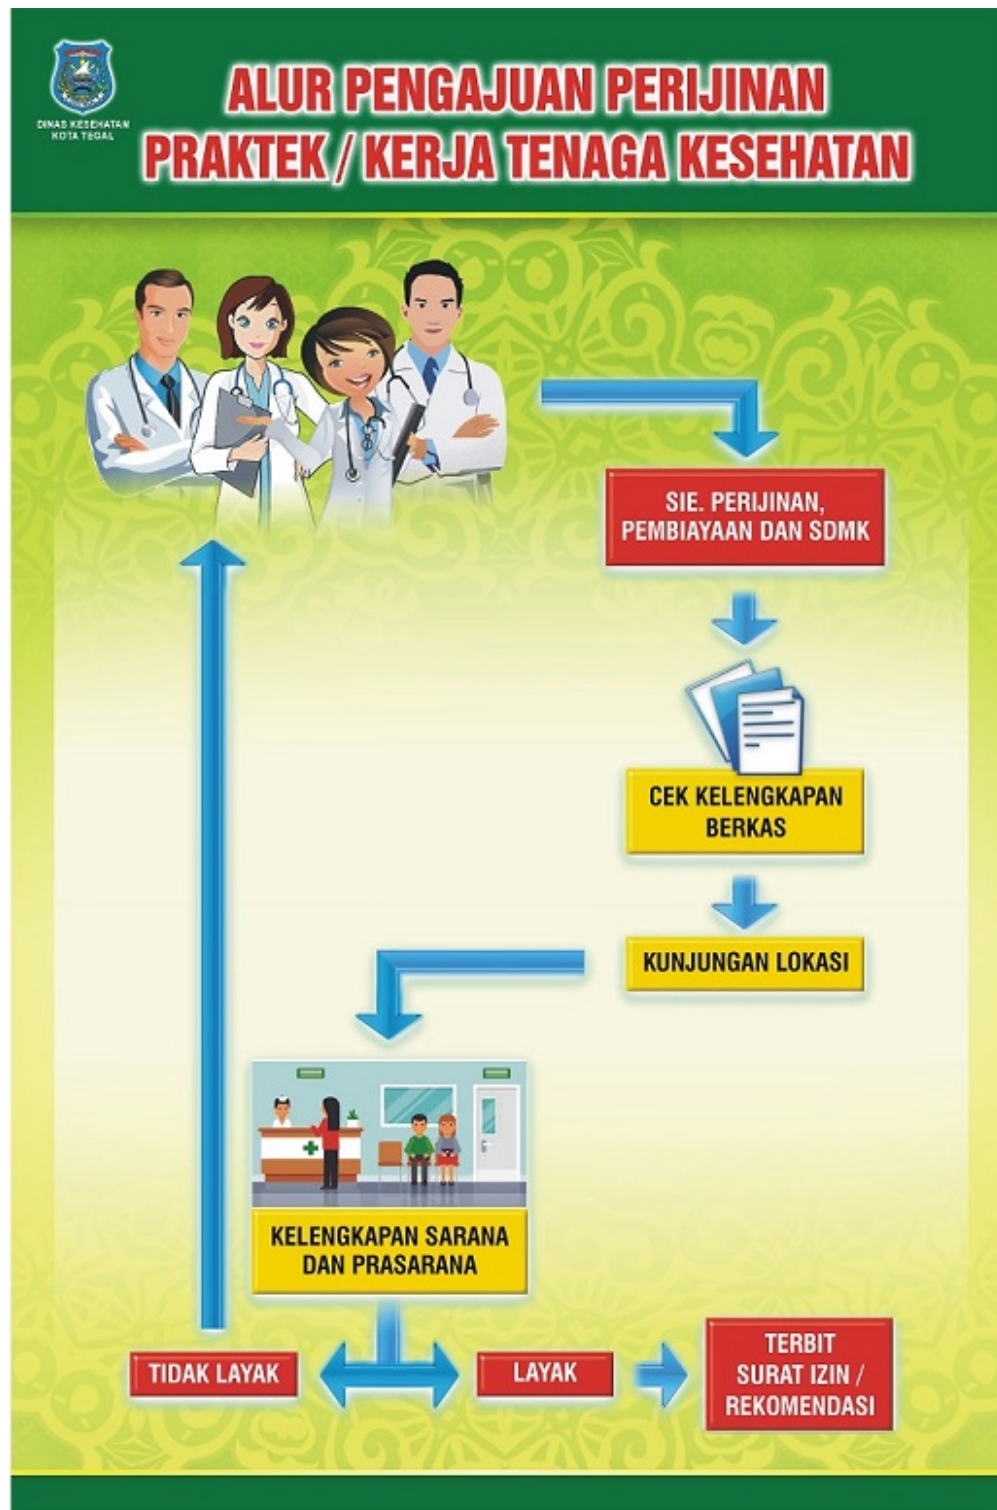 DINAS KESEHATAN
KOTA TEGAL
ALUR PENGAJUAN PERIJINAN
PRAKTEK / KERJA TENAGA KESEHATAN
SIE. PERIJINAN,
PEMBIAYAAN DAN SDMK
CEK KELENGKAPAN
BERKAS
KUNJUNGAN LOKASI
KELENGKAPAN SARANA
DAN PRASARANA
TIDAK LAYAK
LAYAK
TERBIT
SURAT IZIN /
REKOMENDASI